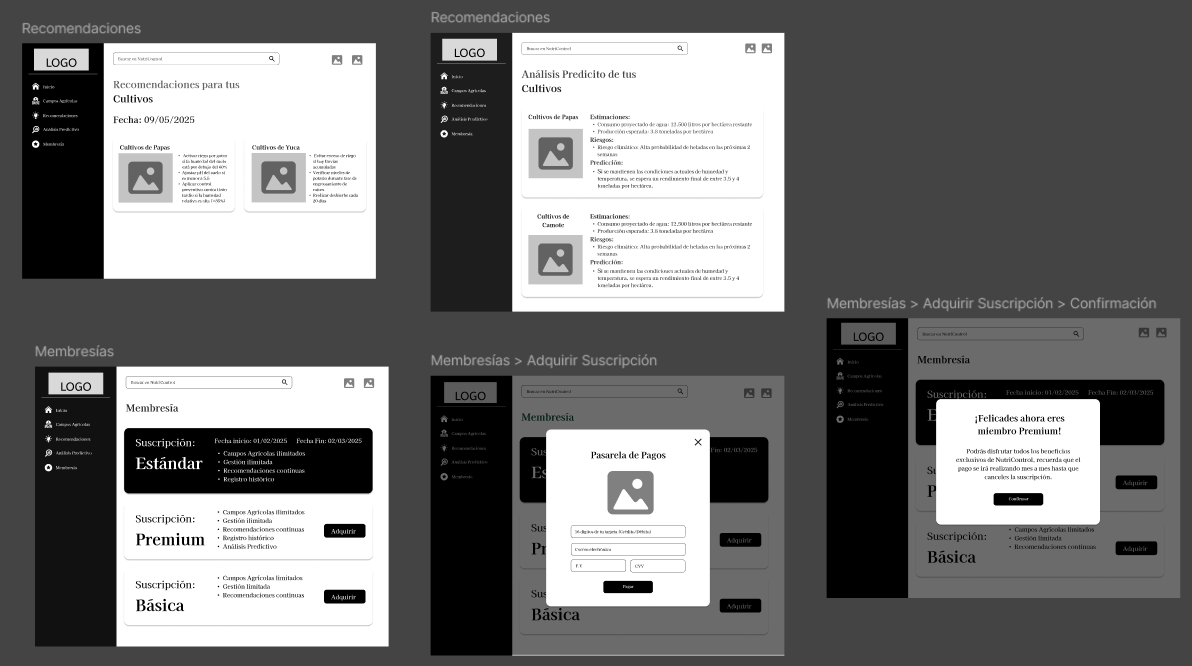 Recomendaciones
LOGO
Inicio
Campos Agrícolas
Recomendaciones
Análisis Predictivo
Membresía
Buscar en NutriControl
Recomendaciones para tus
Cultivos
Fecha: 09/05/2025
Cultivos de Papas
Activar riego por goteo
si la humedad del suelo
está por debajo del 60%
Ajustar pH del suelo si
es menor a 5.5
Aplicar control
preventivo contra tizón
tardío si la humedad
relativa es alta (>85%)
Cultivos de Yuca
Evitar exceso de riego
si hay lluvias
acumuladas
Verificar niveles de
potasio durante fase de
engrosamiento de
raíces
Realizar deshierbe cada
20 días
Recomendaciones
LOGO
Inicio
Campos Agrícolas
Recomendaciones
Análisis Predictivo
Membresía
Buscar en NutriControl
Análisis Predicito de tus
Cultivos
Cultivos de Papas
Estimaciones:
• Consumo proyectado de agua: 12,500 litros por hectárea restante
• Producción esperada: 3.8 toneladas por hectárea
Riesgos:
• Riesgo climático: Alta probabilidad de heladas en las próximas 2
semanas
Predicción:
• Si se mantienen las condiciones actuales de humedad y
temperatura, se espera un rendimiento final de entre 3.5 y 4
toneladas por hectárea.
Cultivos de
Camote
Estimaciones:
• Consumo proyectado de agua: 12,500 litros por hectárea restante
• Producción esperada: 3.8 toneladas por hectárea
Riesgos:
• Riesgo climático: Alta probabilidad de heladas en las próximas 2
semanas
Predicción:
• Si se mantienen las condiciones actuales de humedad y
temperatura, se espera un rendimiento final de entre 3.5 y 4
toneladas por hectárea.
Membresías
LOGO
Inicio
Campos Agrícolas
Recomendaciones
Análisis Predictivo
Membresía
Buscar en NutriControl
Membresía
Suscripción:
Estándar
Fecha inicio: 01/02/2025 Fecha Fin: 02/03/2025
• Campos Agrícolas ilimitados
• Gestión ilimitada
• Recomendaciones continuas
• Registro histórico
Suscripción:
Premium
• Campos Agrícolas ilimitados
• Gestión ilimitada
• Recomendaciones continuas
• Registro histórico
• Análisis Predictivo
Adquirir
Suscripción:
Básica
• Campos Agrícolas limitados
• Gestión limitada
• Recomendaciones continuas
Adquirir
Membresías > Adquirir Suscripción
LOGO
Inicio
Campos Agrícolas
Recomendaciones
Análisis Predictivo
Membresía
Buscar en NutriControl
Membresía
Es
Fin: 02/03/2025
Pasarela de Pagos
16 dígitos de tu tarjeta (Crédito/Débito)
Correo electrónico
F.V
CVV
Pagar
Sus
Pr
Adquirir
Sus
Básica
Adquirir
Membresías > Adquirir Suscripción > Confirmación
LOGO
Inicio
Campos Agrícolas
Recomendaciones
Análisis Predictivo
Membresía
Buscar en NutriControl
Membresía
Suscripción:
Fecha inicio: 01/02/2025 Fecha Fin: 02/03/2025
¡Felicades ahora eres
miembro Premium!
Podrás disfrutar todos los beneficios
exclusivos de NutriControl, recuerda que el
pago se irá realizando mes a mes hasta que
canceles la suscripción.
Confirmar
Adquirir
Suscripción:
Básica
• Campos Agrícolas limitados
• Gestión limitada
• Recomendaciones continuas
Adquirir